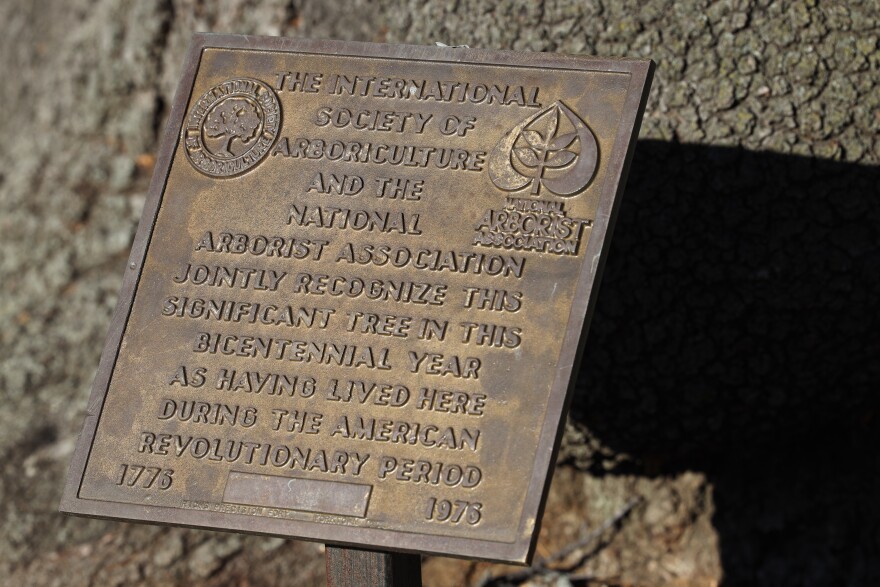 THE INTERNATIONAL
SOCIETY OF
ARBORICULTURE
AND THE
NATIONAL
ARBORIST ASSOCIATION
JOINTLY RECOGNIZE THIS
SIGNIFICANT TREE IN THIS
BICENTENNIAL YEAR
AS HAVING LIVED HERE
DURING THE AMERICAN
REVOLUTIONARY PERIOD
1776
1976
NATIONAL
ARBORIST
ASSOCIATION